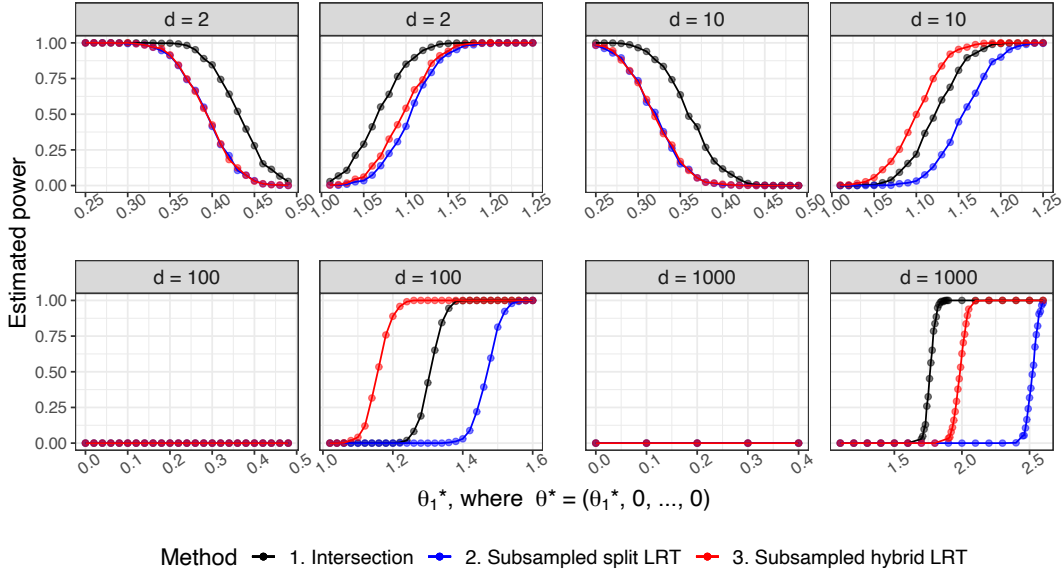 d = 2
d = 2
d = 10
d = 10
1.00
0.75
0.50
0.25
0.00
0.25 0.30 0.35 0.40 0.45 0.50
1.00 1.05 1.10 1.15 1.20 1.25
0.25 0.30 0.35 0.40 0.45 0.50
1.00 1.05 1.10 1.15 1.20 1.25
Estimated power
d = 100
d = 100
d = 1000
d = 1000
1.00
0.75
0.50
0.25
0.00
0.0 0.1 0.2 0.3 0.4 0.5
1.0 1.2 1.4 1.6
0.0 0.1 0.2 0.3 0.4
1.5 2.0 2.5
θ₁*, where θ* = (θ₁*, 0, ..., 0)
Method 1. Intersection 2. Subsampled split LRT 3. Subsampled hybrid LRT